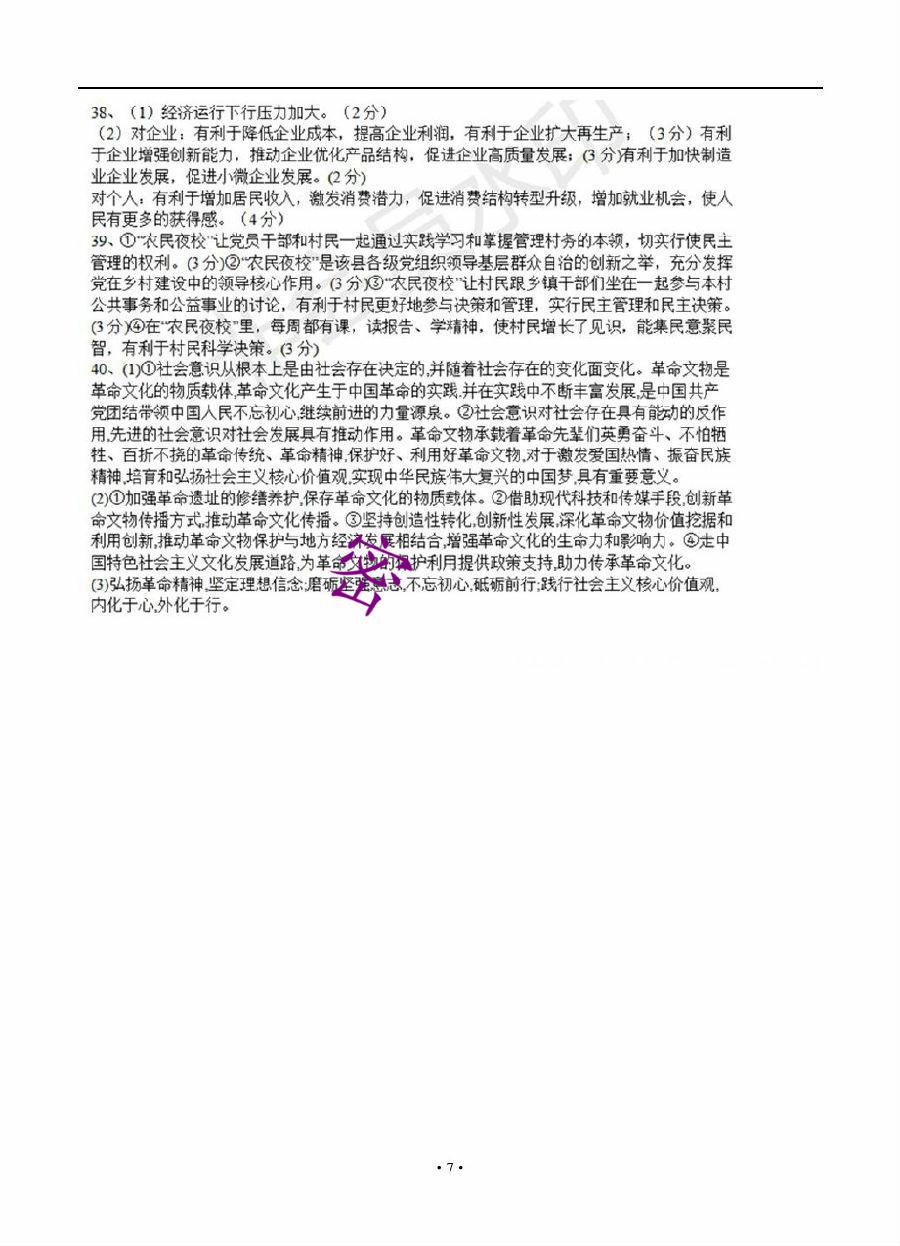 38、（1）经济运行下行压力加大。（2分）
（2）对企业：有利于降低企业成本，提高企业利润，有利于企业扩大再生产；（3分）有利
于企业增强创新能力，推动企业优化产品结构，促进企业高质量发展；(3分)有利于加快制造
业企业发展，促进小微企业发展。(2分)
对个人：有利于增加居民收入，激发消费潜力，促进消费结构转型升级，增加就业机会，使人
民有更多的获得感。（4分）
39、①“农民夜校”让党员干部和村民一起通过实践学习和掌握管理村务的本领，切实行使民主
管理的权利。(3分)②“农民夜校”是该县各级党组织领导基层群众自治的创新之举，充分发挥
党在乡村建设中的领导核心作用。(3分)③“农民夜校”让村民跟乡镇干部们坐在一起参与本村
公共事务和公益事业的讨论，有利于村民更好地参与决策和管理，实行民主管理和民主决策。
(3分)④在“农民夜校”里，每周都有课，读报告、学精神，使村民增长了见识，能集民意聚民
智，有利于村民科学决策。(3分)
40、(1)①社会意识从根本上是由社会存在决定的,并随着社会存在的变化面变化。革命文物是
革命文化的物质载体,革命文化产生于中国革命的实践.并在实践中不断丰富发展,是中国共产
党团结带领中国人民不忘初心,继续前进的力量源泉。②社会意识对社会存在具有能动的反作
用,先进的社会意识对社会发展具有推动作用。革命文物承载着革命先辈们英勇奋斗、不怕牺
牲、百折不挠的革命传统、革命精神,保护好、利用好革命文物,对于激发爱国热情、振奋民族
精神,培育和弘扬社会主义核心价值观,实现中华民族伟大复兴的中国梦,具有重要意义。
(2)①加强革命遗址的修缮养护,保存革命文化的物质载体。②借助现代科技和传媒手段,创新革
命文物传播方式,推动革命文化传播。③坚持创造性转化,创新性发展,深化革命文物价值挖掘和
利用创新,推动革命文物保护与地方经济发展相结合,增强革命文化的生命力和影响力。④走中
国特色社会主义文化发展道路,为革命文物的保护利用提供政策支持,助力传承革命文化。
(3)弘扬革命精神,坚定理想信念;磨砺坚强意志,不忘初心,砥砺前行;践行社会主义核心价值观,
内化于心,外化于行。
密
• 7 •